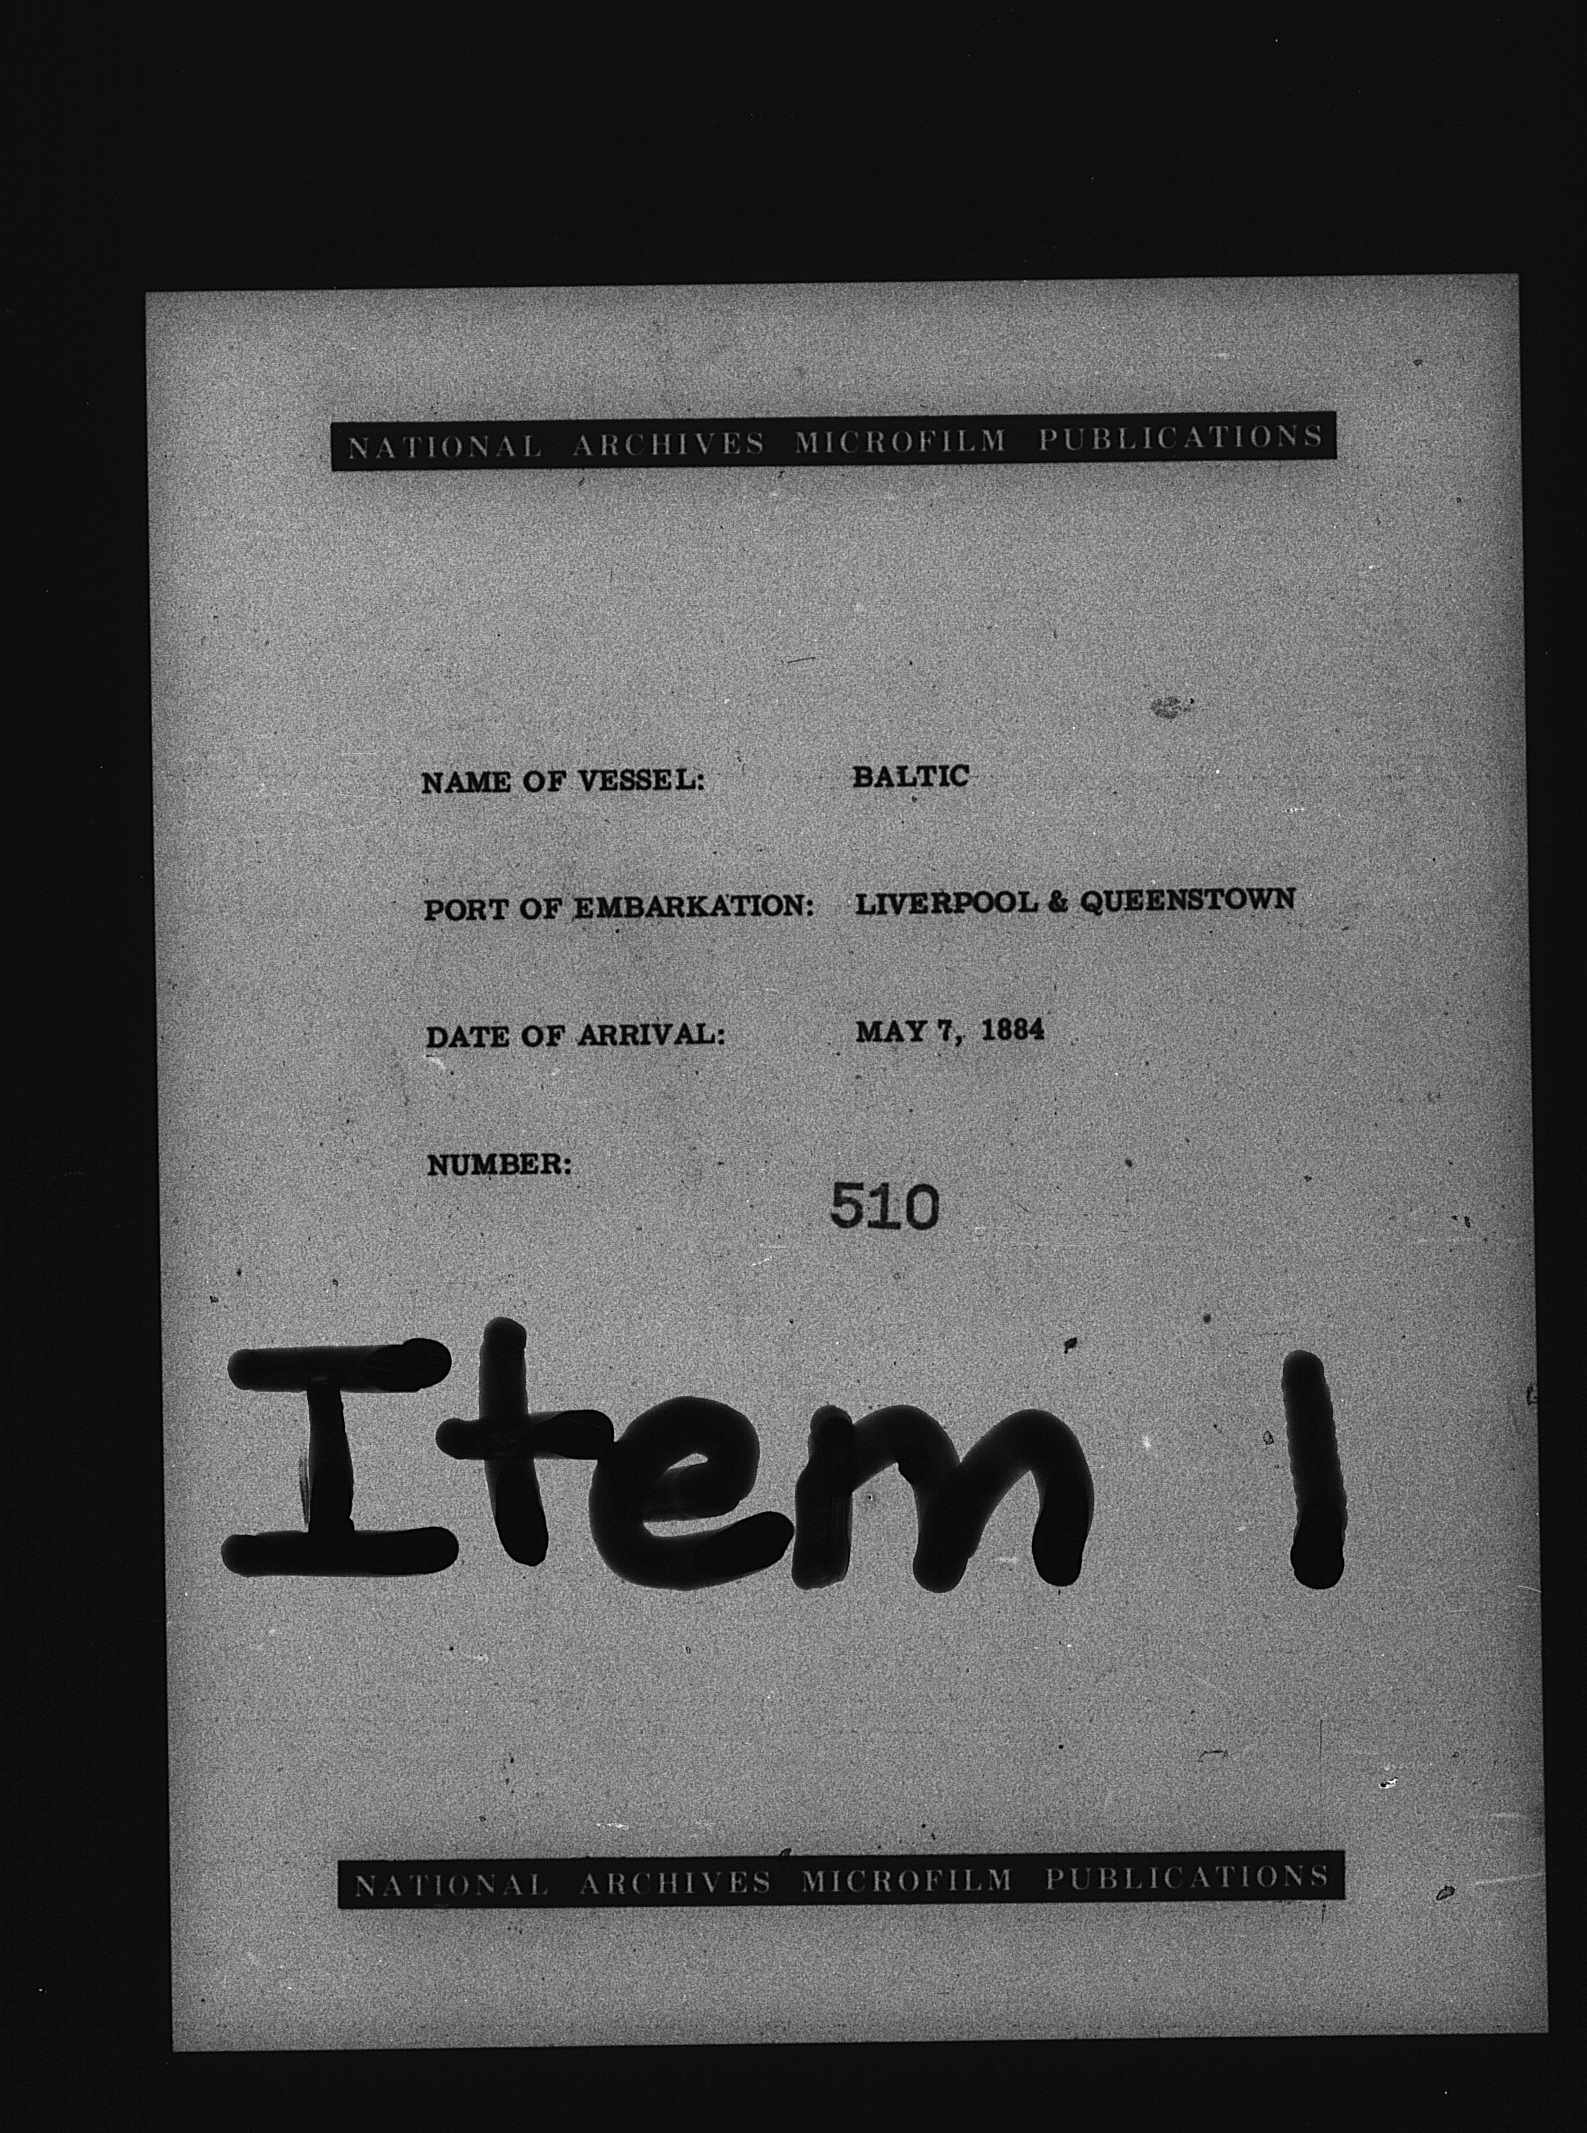 NATIONAL ARCHIVES MICROFILM PUBLICATIONS
NAME OF VESSEL: BALTIC
PORT OF EMBARKATION: LIVERPOOL & QUEENSTOWN
DATE OF ARRIVAL: MAY 7, 1884
NUMBER:
510
Item 1
NATIONAL ARCHIVES MICROFILM PUBLICATIONS